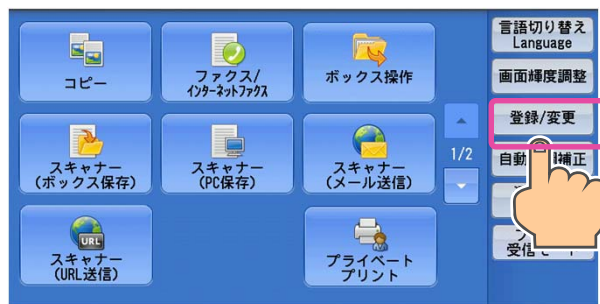 コピー
ファクス/
インターネットファクス
ボックス操作
スキャナー
(ボックス保存)
スキャナー
(PC保存)
スキャナー
(メール送信)
URL
スキャナー
(URL送信)
プライベート
プリント
1/2
言語切り替え
Language
画面輝度調整
登録/変更
自動
補正
受信モード